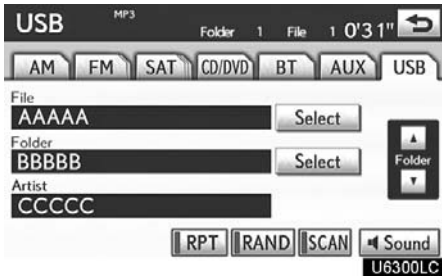 USB MP3 Folder 1 File 1 0'31"
AM FM SAT CD/DVD BT AUX USB
File
AAAAA Select
Folder
BBBBB Select Folder
Artist
CCCCC
RPT RAND SCAN Sound
U6300LC